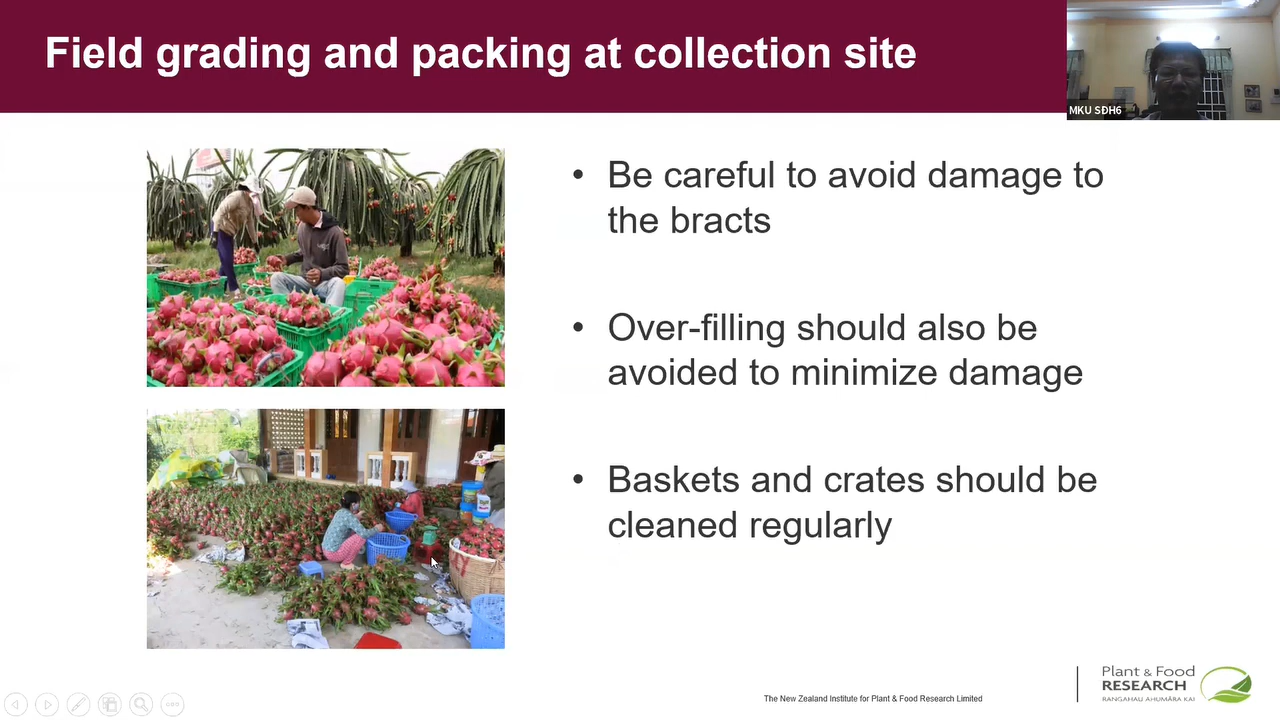 Field grading and packing at collection site
MKU SĐH6
• Be careful to avoid damage to
the bracts
• Over-filling should also be
avoided to minimize damage
• Baskets and crates should be
cleaned regularly
The New Zealand Institute for Plant & Food Research Limited
Plant & Food
RESEARCH
RANGAHAU AHUMĀRA KAI